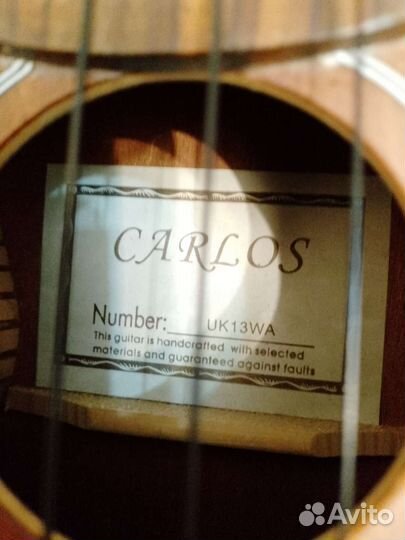 CARLOS
Number: UK13WA
This guitar is handcrafted with selected
materials and guaranteed against faults
Avito